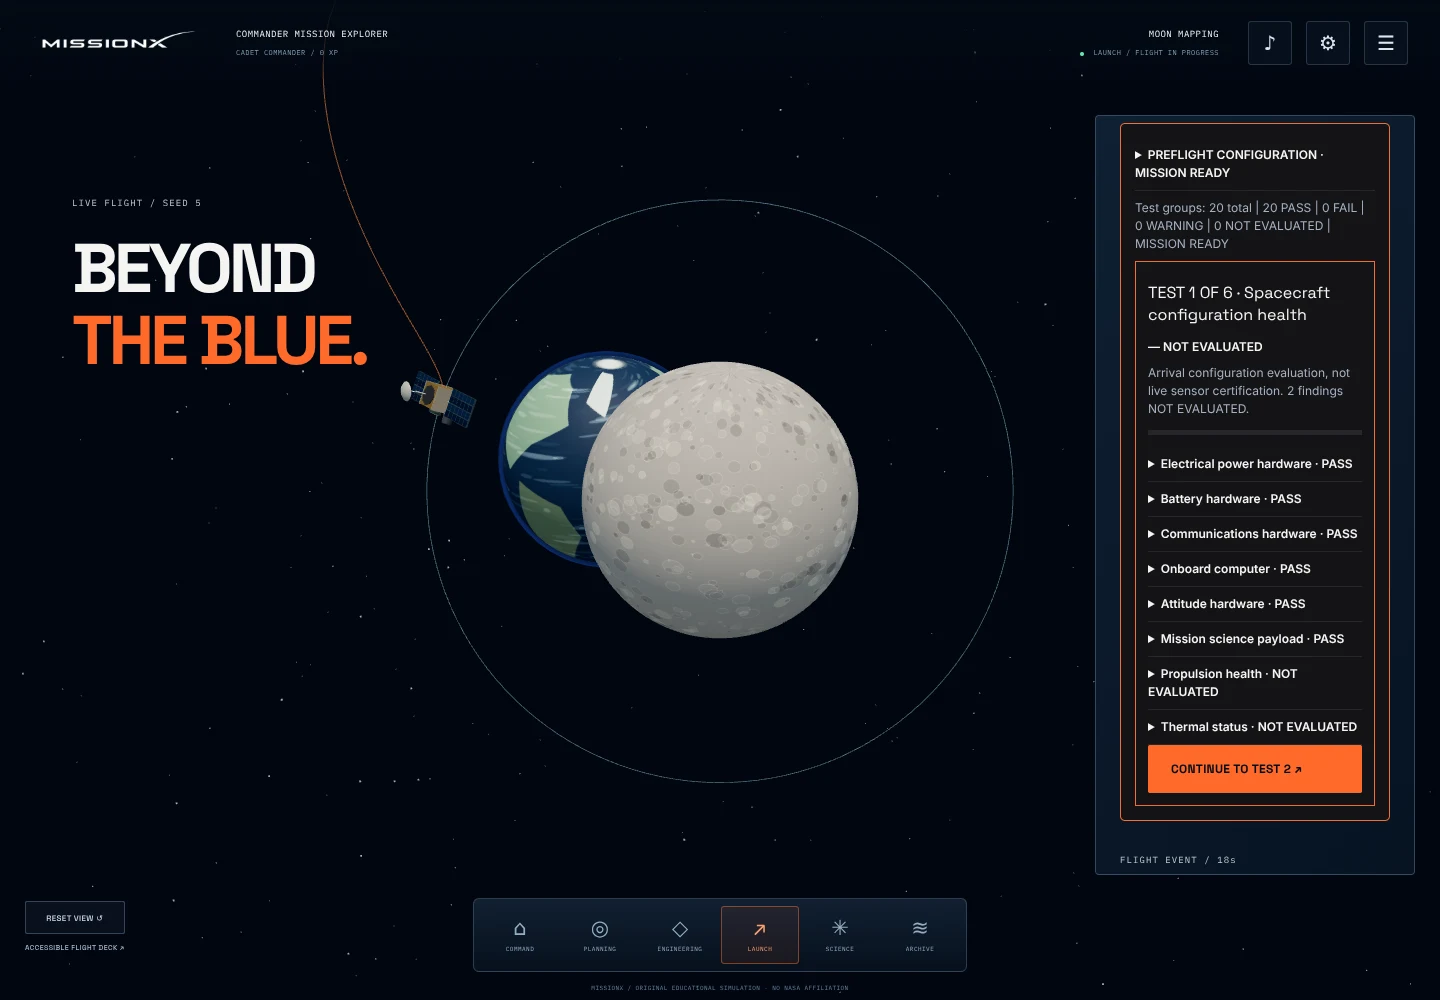 MISSIONX
COMMANDER MISSION EXPLORER
CADET COMMANDER / 0 XP
MOON MAPPING
LAUNCH / FLIGHT IN PROGRESS
LIVE FLIGHT / SEED 5
BEYOND
THE BLUE.
PREFLIGHT CONFIGURATION ·
MISSION READY
Test groups: 20 total | 20 PASS | 0 FAIL |
0 WARNING | 0 NOT EVALUATED |
MISSION READY
TEST 1 OF 6 · Spacecraft
configuration health
— NOT EVALUATED
Arrival configuration evaluation, not
live sensor certification. 2 findings
NOT EVALUATED.
Electrical power hardware · PASS
Battery hardware · PASS
Communications hardware · PASS
Onboard computer · PASS
Attitude hardware · PASS
Mission science payload · PASS
Propulsion health · NOT
EVALUATED
Thermal status · NOT EVALUATED
CONTINUE TO TEST 2 ↗
FLIGHT EVENT / 18s
RESET VIEW ↺
ACCESSIBLE FLIGHT DECK ↗
COMMAND
PLANNING
ENGINEERING
LAUNCH
SCIENCE
ARCHIVE
MISSIONX / ORIGINAL EDUCATIONAL SIMULATION · NO NASA AFFILIATION